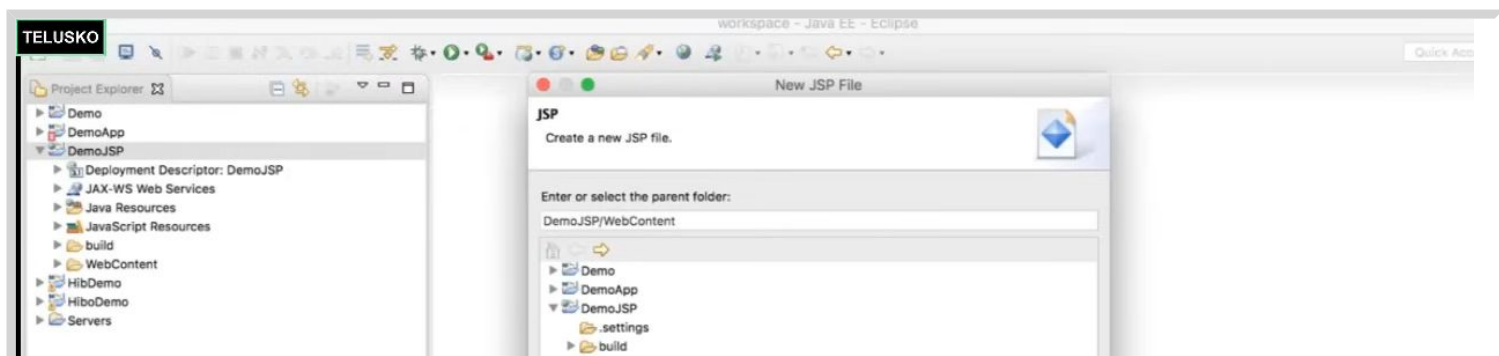 workspace - Java EE - Eclipse
TELUSKO
Quick Acc
Project Explorer
Demo
DemoApp
DemoJSP
Deployment Descriptor: DemoJSP
JAX-WS Web Services
Java Resources
JavaScript Resources
build
WebContent
HibDemo
HiboDemo
Servers
New JSP File
JSP
Create a new JSP file.
Enter or select the parent folder:
DemoJSP/WebContent
Demo
DemoApp
DemoJSP
.settings
build